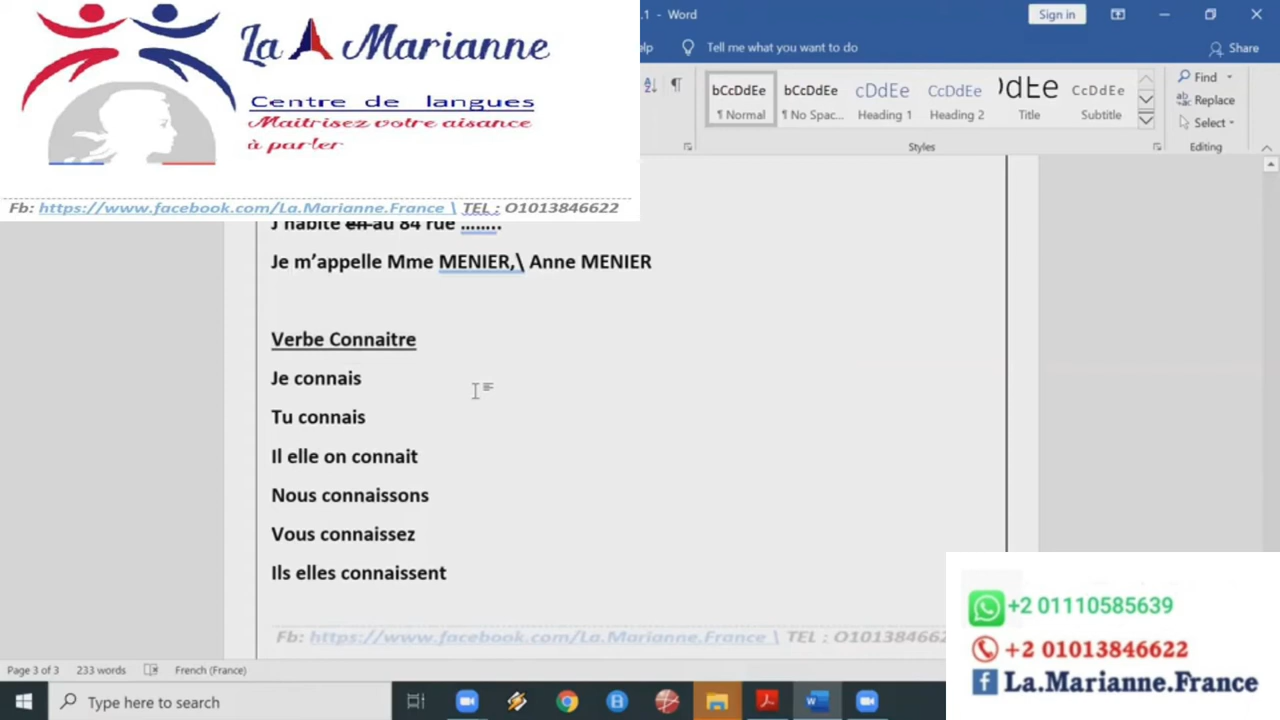 La Marianne
Centre de langues
Maitrisez votre aisance
à parler
Fb: https://www.facebook.com/La.Marianne.France \ TEL : O1013846622
.1 - Word
Sign in
lp
Tell me what you want to do
Share
bCcDdEe
¶ Normal
bCcDdEe
¶ No Spac...
cDdEe
Heading 1
CcDdEe
Heading 2
Title
CcDdEe
Subtitle
Styles
Find
Replace
Select
Editing
J'habite en au 84 rue ……..
Je m'appelle Mme MENIER,\ Anne MENIER
Verbe Connaitre
Je connais
Tu connais
Il elle on connait
Nous connaissons
Vous connaissez
Ils elles connaissent
Fb: https://www.facebook.com/La.Marianne.France \ TEL : O10138466
+2 01110585639
+2 01013846622
La.Marianne.France
Page 3 of 3
233 words
French (France)
Type here to search